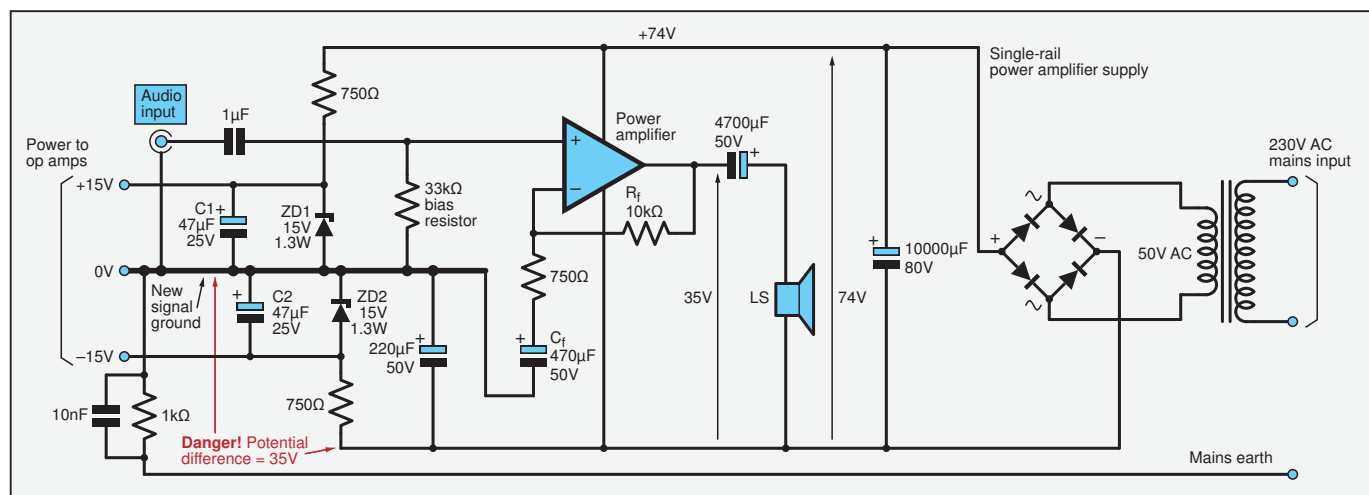 +74V
Single-rail
power amplifier supply
750Ω
Audio
input
1µF
Power
amplifier
4700µF
50V
+
230V AC
mains input
Power to
op amps
+
–
+15V
33kΩ
bias
resistor
Rf
10kΩ
C1
+
47µF
25V
ZD1
15V
1.3W
+
10000µF
80V
∿
+
–
50V AC
0V
750Ω
35V
LS
74V
∿
New
signal
ground
+
C2
47µF
25V
ZD2
15V
1.3W
–15V
+
220µF
50V
+
Cf
470µF
50V
10nF
1kΩ
750Ω
Danger! Potential
difference = 35V
Mains earth